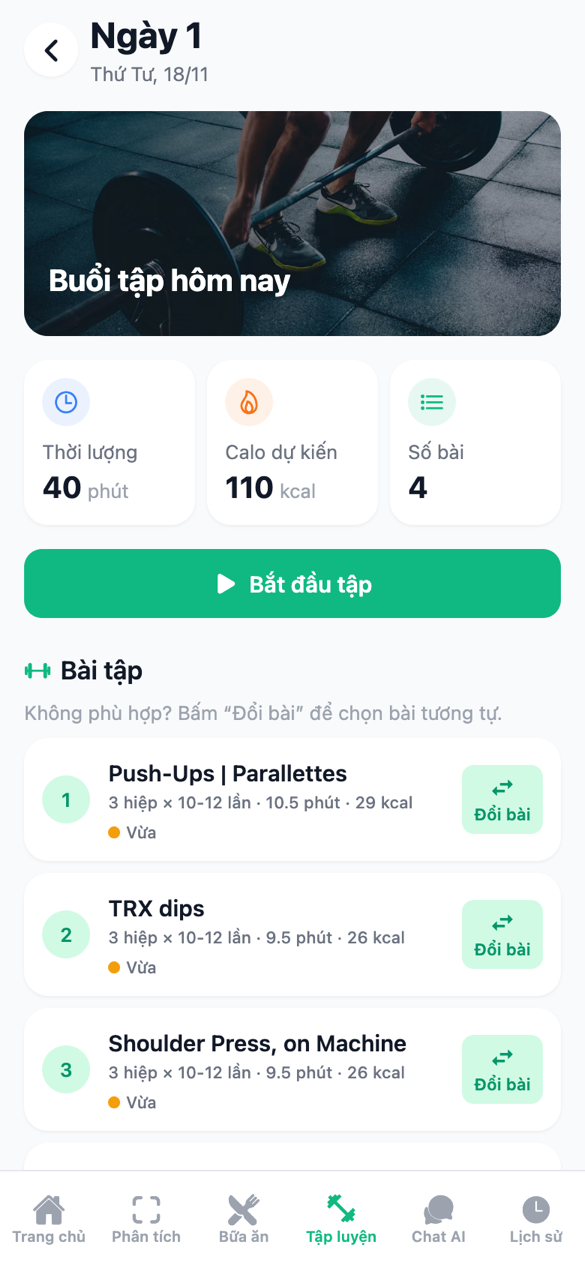 Ngày 1
Thứ Tư, 18/11
Buổi tập hôm nay
Thời lượng
40 phút
Calo dự kiến
110 kcal
Số bài
4
Bắt đầu tập
Bài tập
Không phù hợp? Bấm “Đổi bài” để chọn bài tương tự.
1
Push-Ups | Parallettes
3 hiệp × 10-12 lần · 10.5 phút · 29 kcal
Vừa
Đổi bài
2
TRX dips
3 hiệp × 10-12 lần · 9.5 phút · 26 kcal
Vừa
Đổi bài
3
Shoulder Press, on Machine
3 hiệp × 10-12 lần · 9.5 phút · 26 kcal
Vừa
Đổi bài
Trang chủ
Phân tích
Bữa ăn
Tập luyện
Chat AI
Lịch sử